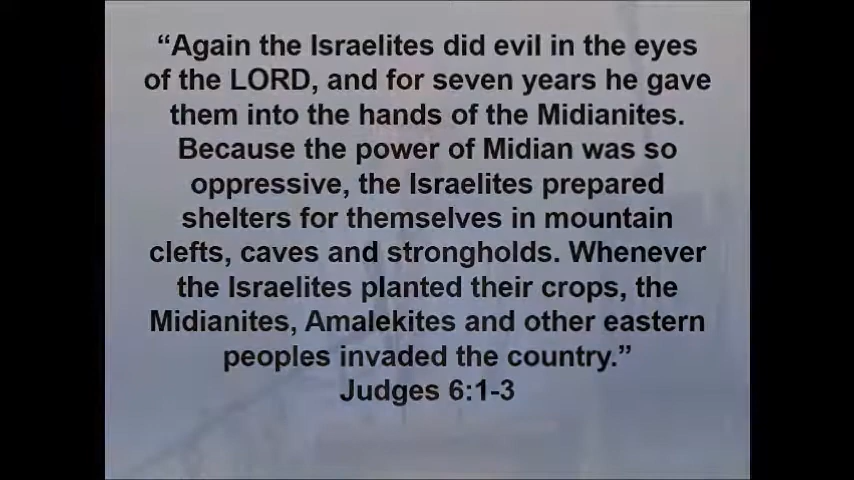 “Again the Israelites did evil in the eyes
of the LORD, and for seven years he gave
them into the hands of the Midianites.
Because the power of Midian was so
oppressive, the Israelites prepared
shelters for themselves in mountain
clefts, caves and strongholds. Whenever
the Israelites planted their crops, the
Midianites, Amalekites and other eastern
peoples invaded the country.”
Judges 6:1-3